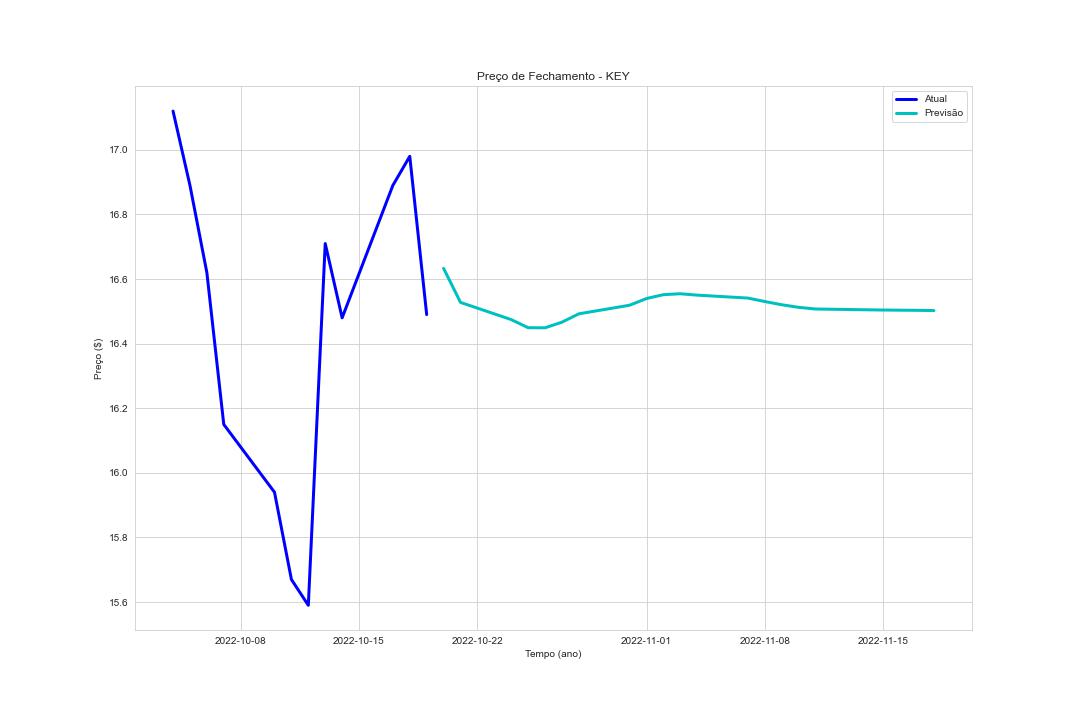 Preço de Fechamento - KEY
Atual
Previsão
17.0
16.8
16.6
16.4
16.2
16.0
15.8
15.6
Preço ($)
2022-10-08
2022-10-15
2022-10-22
2022-11-01
2022-11-08
2022-11-15
Tempo (ano)